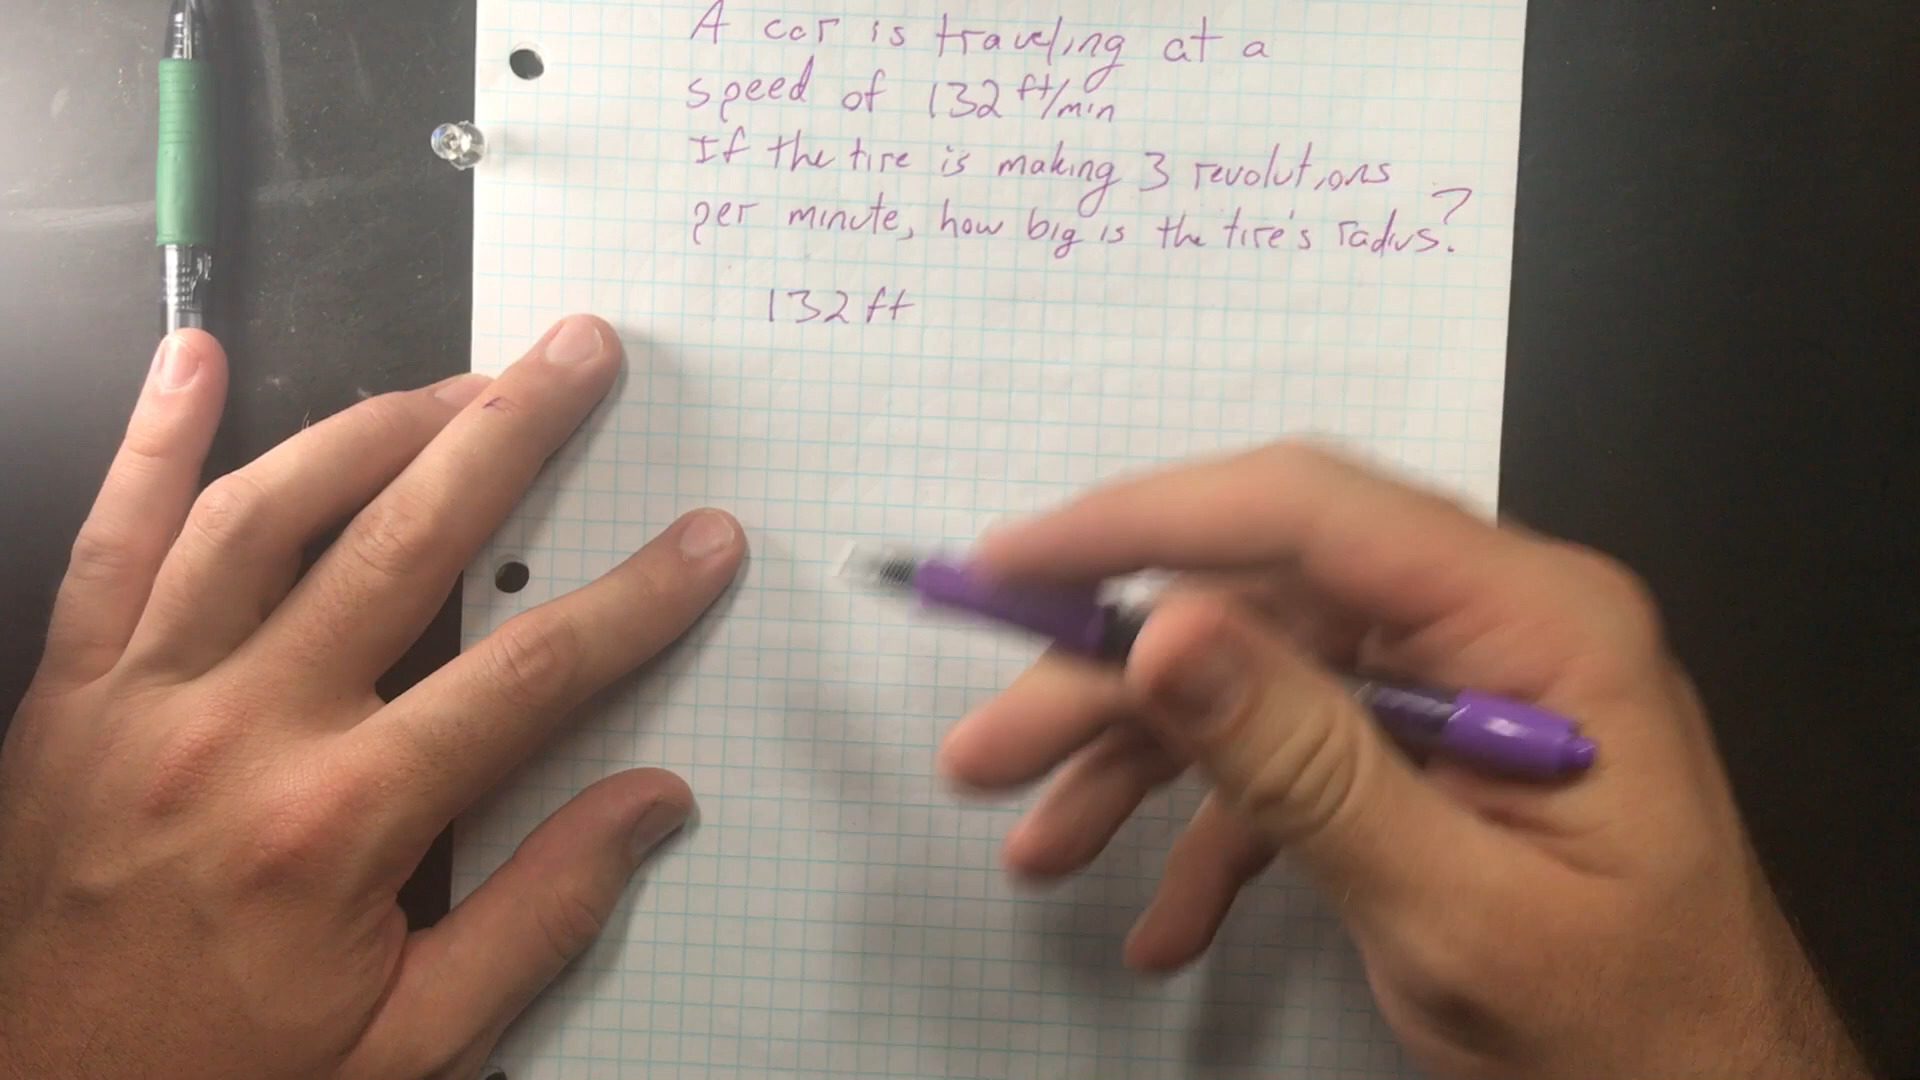 A car is traveling at a
speed of 132 ft/min
If the tire is making 3 revolutions
per minute, how big is the tire's radius?
132 ft